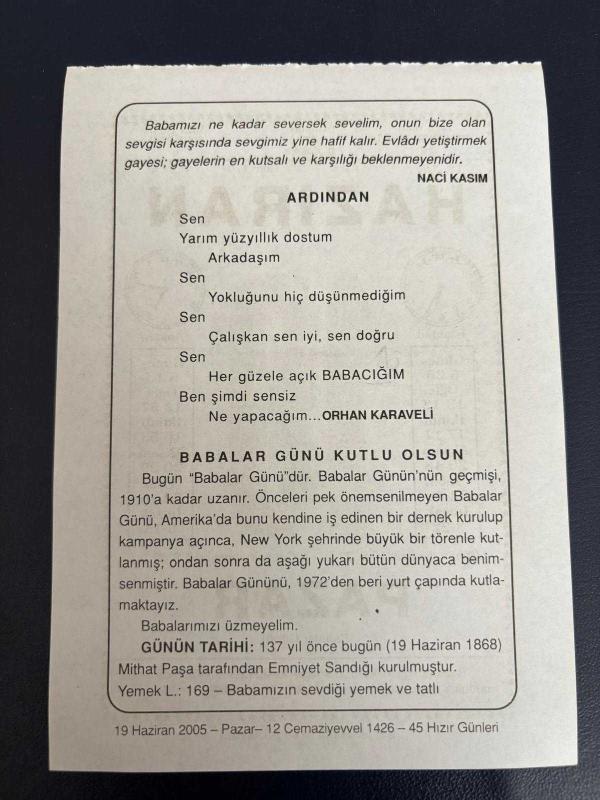 Babamızı ne kadar seversek sevelim, onun bize olan
sevgisi karşısında sevgimiz yine hafif kalır. Evlâdı yetiştirmek
gayesi; gayelerin en kutsalı ve karşılığı beklenmeyenidir.
NACİ KASIM
ARDINDAN
Sen
Yarım yüzyıllık dostum
Arkadaşım
Sen
Yokluğunu hiç düşünmediğim
Sen
Çalışkan sen iyi, sen doğru
Sen
Her güzele açık BABACIĞIM
Ben şimdi sensiz
Ne yapacağım...ORHAN KARAVELİ
BABALAR GÜNÜ KUTLU OLSUN
Bugün “Babalar Günü”dür. Babalar Günün’nün geçmişi,
1910’a kadar uzanır. Önceleri pek önemsenilmeyen Babalar
Günü, Amerika’da bunu kendine iş edinen bir dernek kurulup
kampanya açınca, New York şehrinde büyük bir törenle kut-
lanmış; ondan sonra da aşağı yukarı bütün dünyaca benim-
senmiştir. Babalar Gününü, 1972’den beri yurt çapında kutla-
maktayız.
Babalarımızı üzmeyelim.
GÜNÜN TARİHİ: 137 yıl önce bugün (19 Haziran 1868)
Mithat Paşa tarafından Emniyet Sandığı kurulmuştur.
Yemek L.: 169 – Babamızın sevdiği yemek ve tatlı
19 Haziran 2005 – Pazar– 12 Cemaziyevvel 1426 – 45 Hızır Günleri